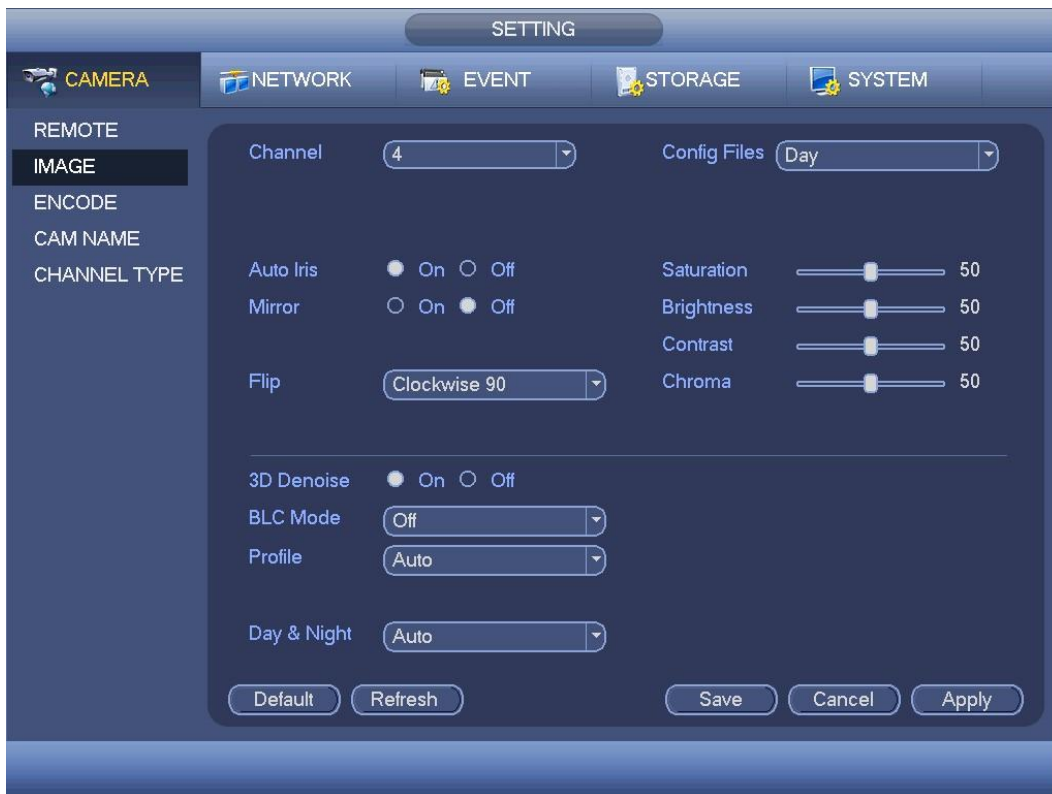 SETTING
CAMERA NETWORK EVENT STORAGE SYSTEM
REMOTE
IMAGE
ENCODE
CAM NAME
CHANNEL TYPE
Channel 4 Config Files Day
Auto Iris On Off Saturation 50
Mirror On Off Brightness 50
Contrast 50
Flip Clockwise 90 Chroma 50
3D Denoise On Off
BLC Mode Off
Profile Auto
Day & Night Auto
Default Refresh Save Cancel Apply